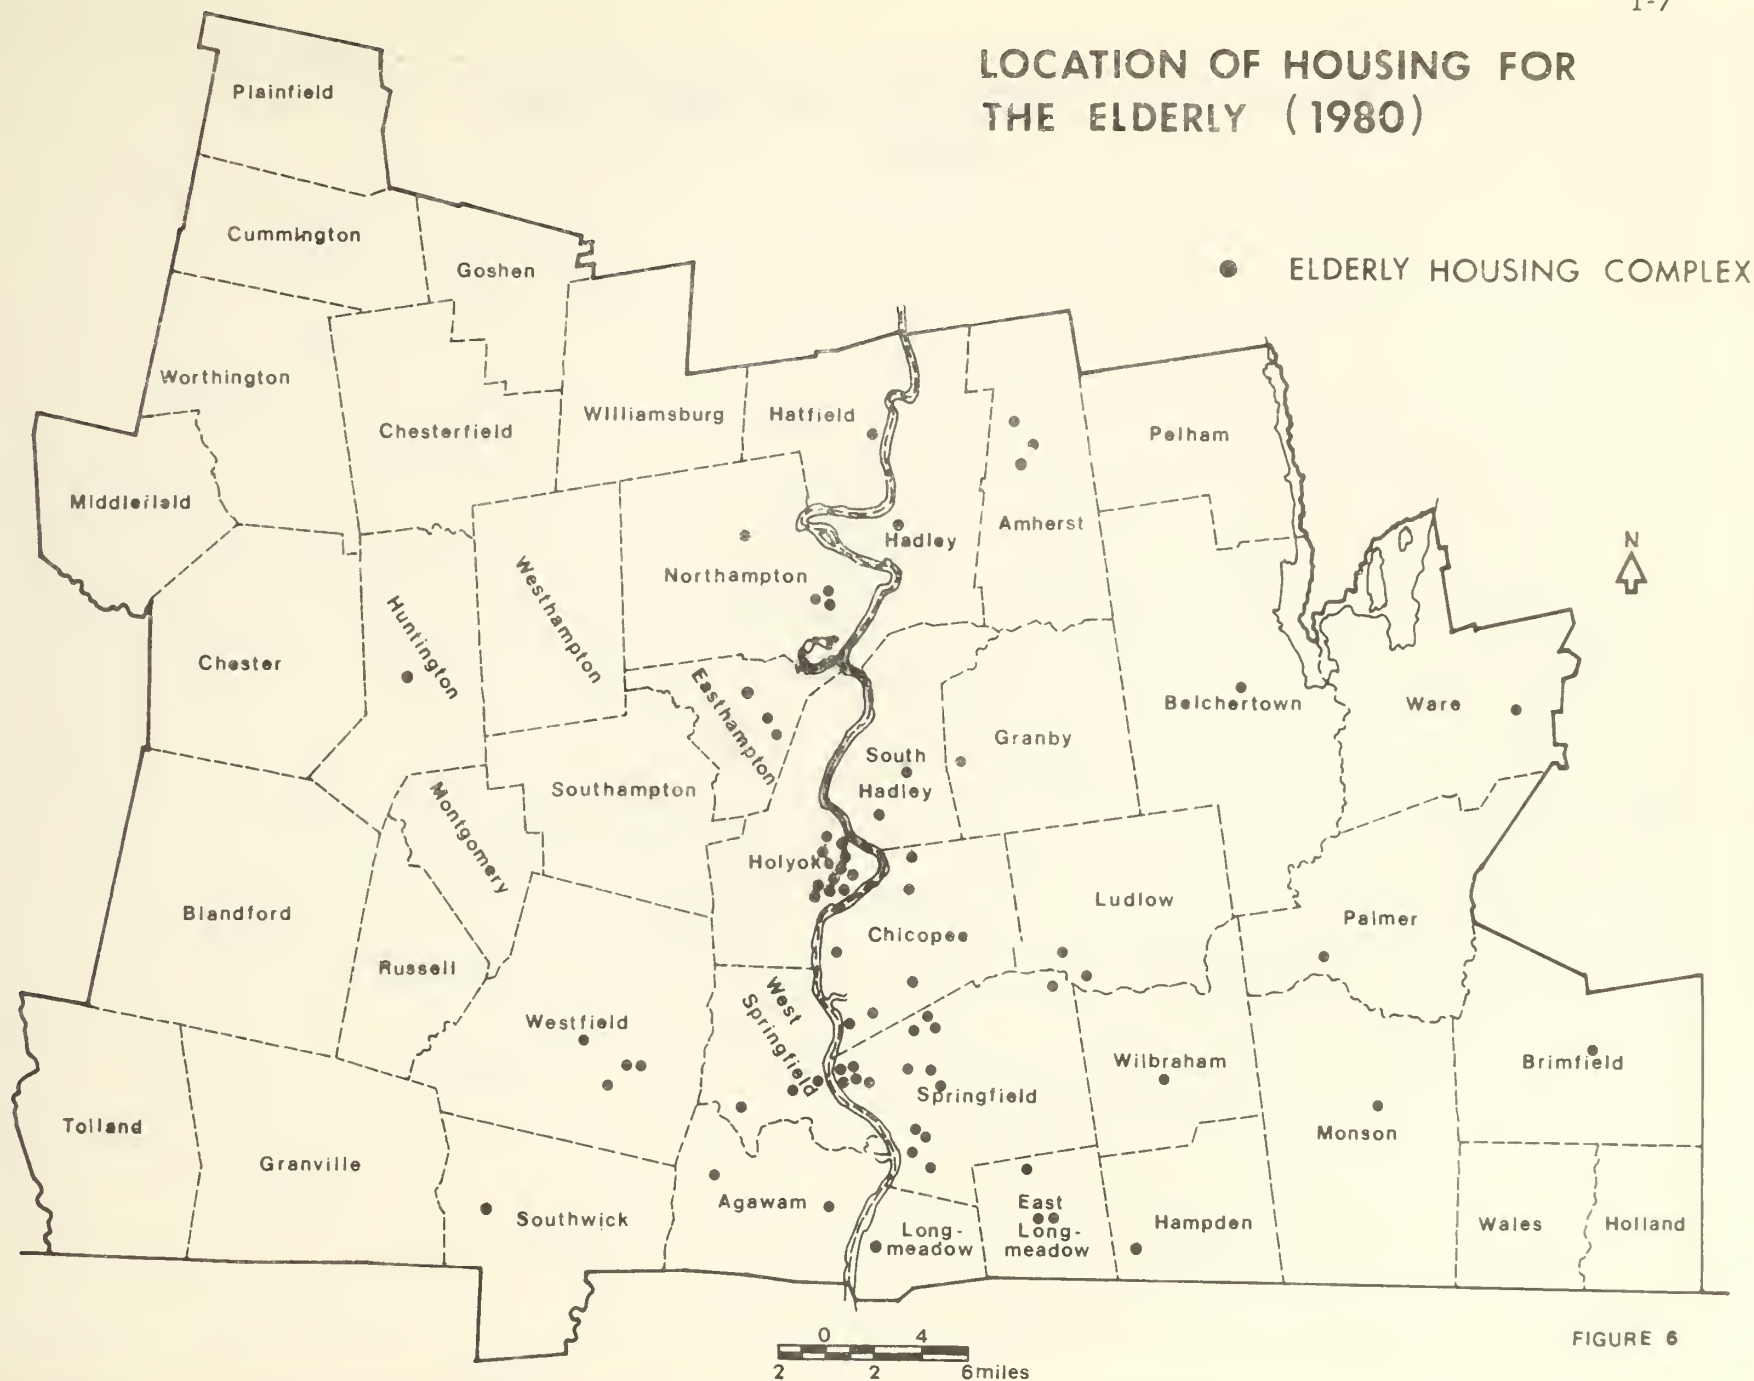 I-7
LOCATION OF HOUSING FOR
THE ELDERLY (1980)
ELDERLY HOUSING COMPLEX
Plainfield
Cummington
Goshen
Worthington
Chesterfield
Williamsburg
Hatfield
Pelham
Middlefield
Amherst
Hadley
N
Northampton
Westhampton
Huntington
Chester
Easthampton
Belchertown
Ware
Granby
South
Hadley
Southampton
Montgomery
Holyoke
Ludlow
Blandford
Palmer
Chicopee
Russell
West
Springfield
Westfield
Wilbraham
Brimfield
Springfield
Tolland
Monson
Granville
Agawam
Southwick
Long-
meadow
East
Long-
meadow
Hampden
Wales
Holland
0 4
2 2 6miles
FIGURE 6